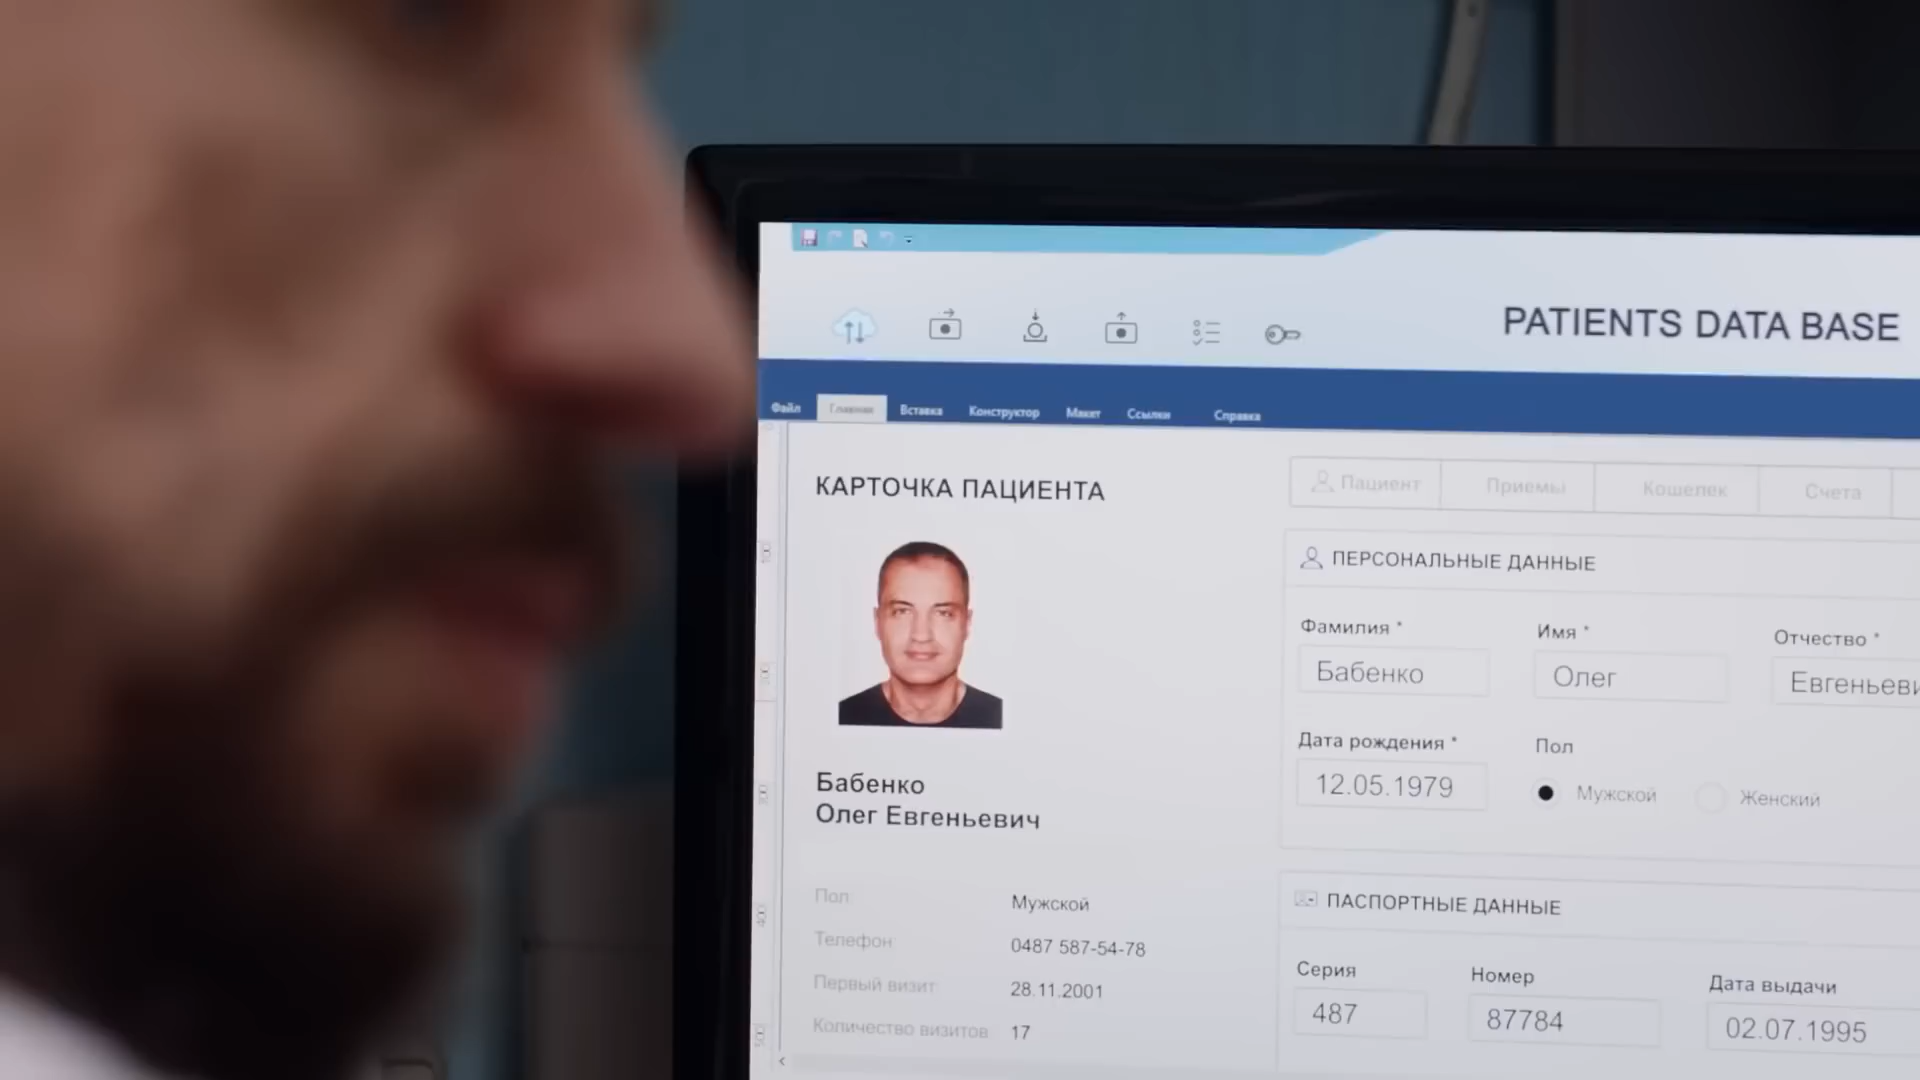 PATIENTS DATA BASE
Файл Главная Вставка Конструктор Макет Ссылки Справка
КАРТОЧКА ПАЦИЕНТА
Бабенко
Олег Евгеньевич
Пол Мужской
Телефон 0487 587-54-78
Первый визит 28.11.2001
Количество визитов 17
Пациент Приемы Кошелек Счета
ПЕРСОНАЛЬНЫЕ ДАННЫЕ
Фамилия * Имя * Отчество *
Бабенко Олег Евгеньеви
Дата рождения * Пол
12.05.1979 Мужской Женский
ПАСПОРТНЫЕ ДАННЫЕ
Серия Номер Дата выдачи
487 87784 02.07.1995